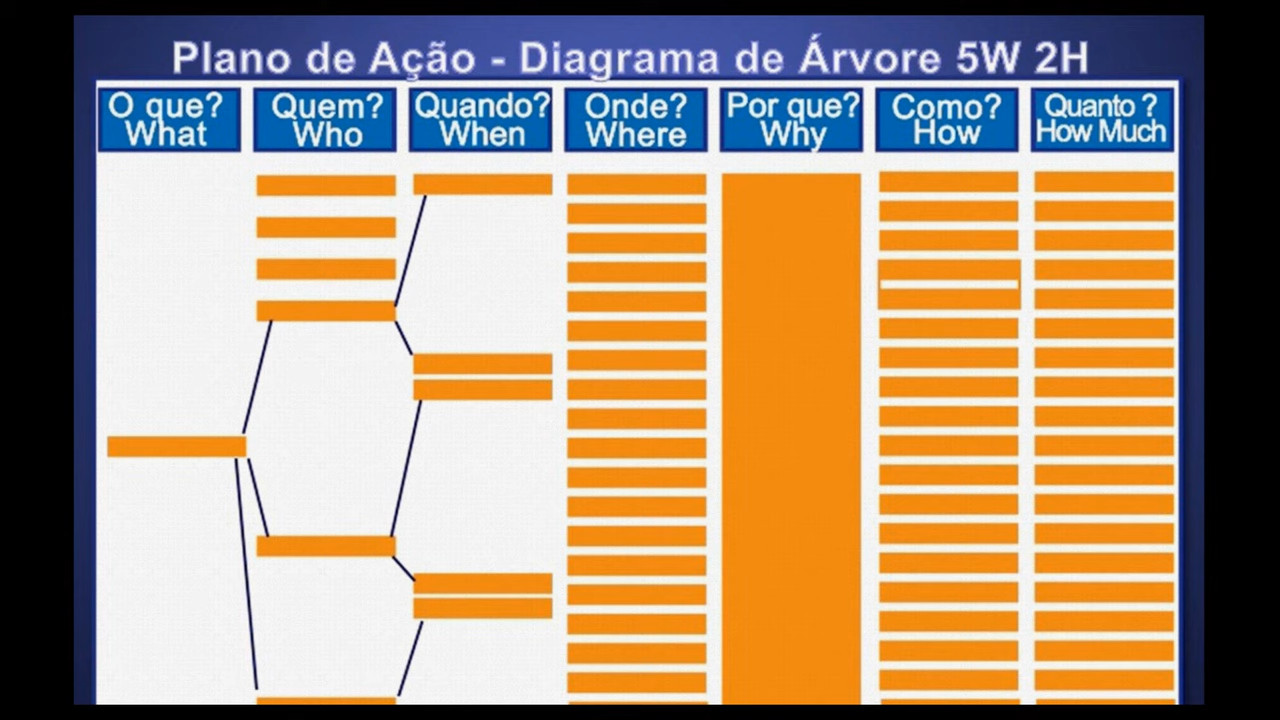 Plano de Ação - Diagrama de Árvore 5W 2H
O que?
What
Quem?
Who
Quando?
When
Onde?
Where
Por que?
Why
Como?
How
Quanto ?
How Much